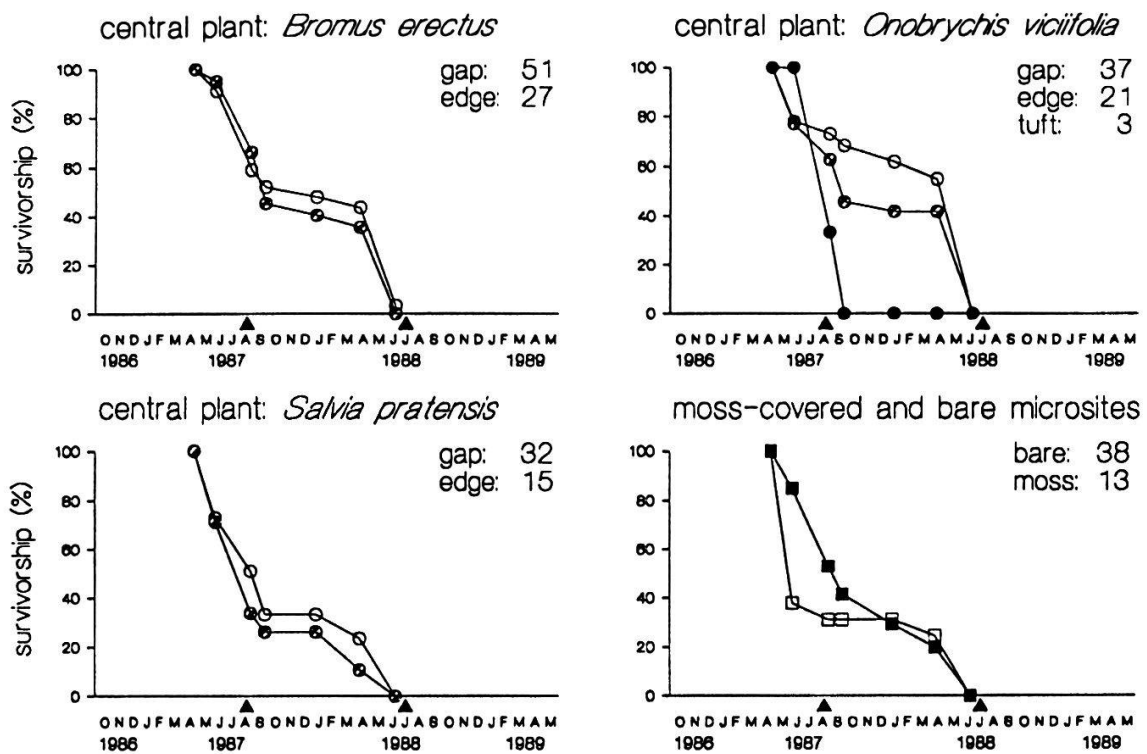 central plant: Bromus erectus
gap: 51
edge: 27
survivorship (%)
100
80
60
40
20
0
O N D J F M A M J J A S O N D J F M A M J J A S O N D J F M A M
1986 1987 1988 1989
central plant: Onobrychis viciifolia
gap: 37
edge: 21
tuft: 3
100
80
60
40
20
0
O N D J F M A M J J A S O N D J F M A M J J A S O N D J F M A M
1986 1987 1988 1989
central plant: Salvia pratensis
gap: 32
edge: 15
survivorship (%)
100
80
60
40
20
0
O N D J F M A M J J A S O N D J F M A M J J A S O N D J F M A M
1986 1987 1988 1989
moss-covered and bare microsites
bare: 38
moss: 13
100
80
60
40
20
0
O N D J F M A M J J A S O N D J F M A M J J A S O N D J F M A M
1986 1987 1988 1989